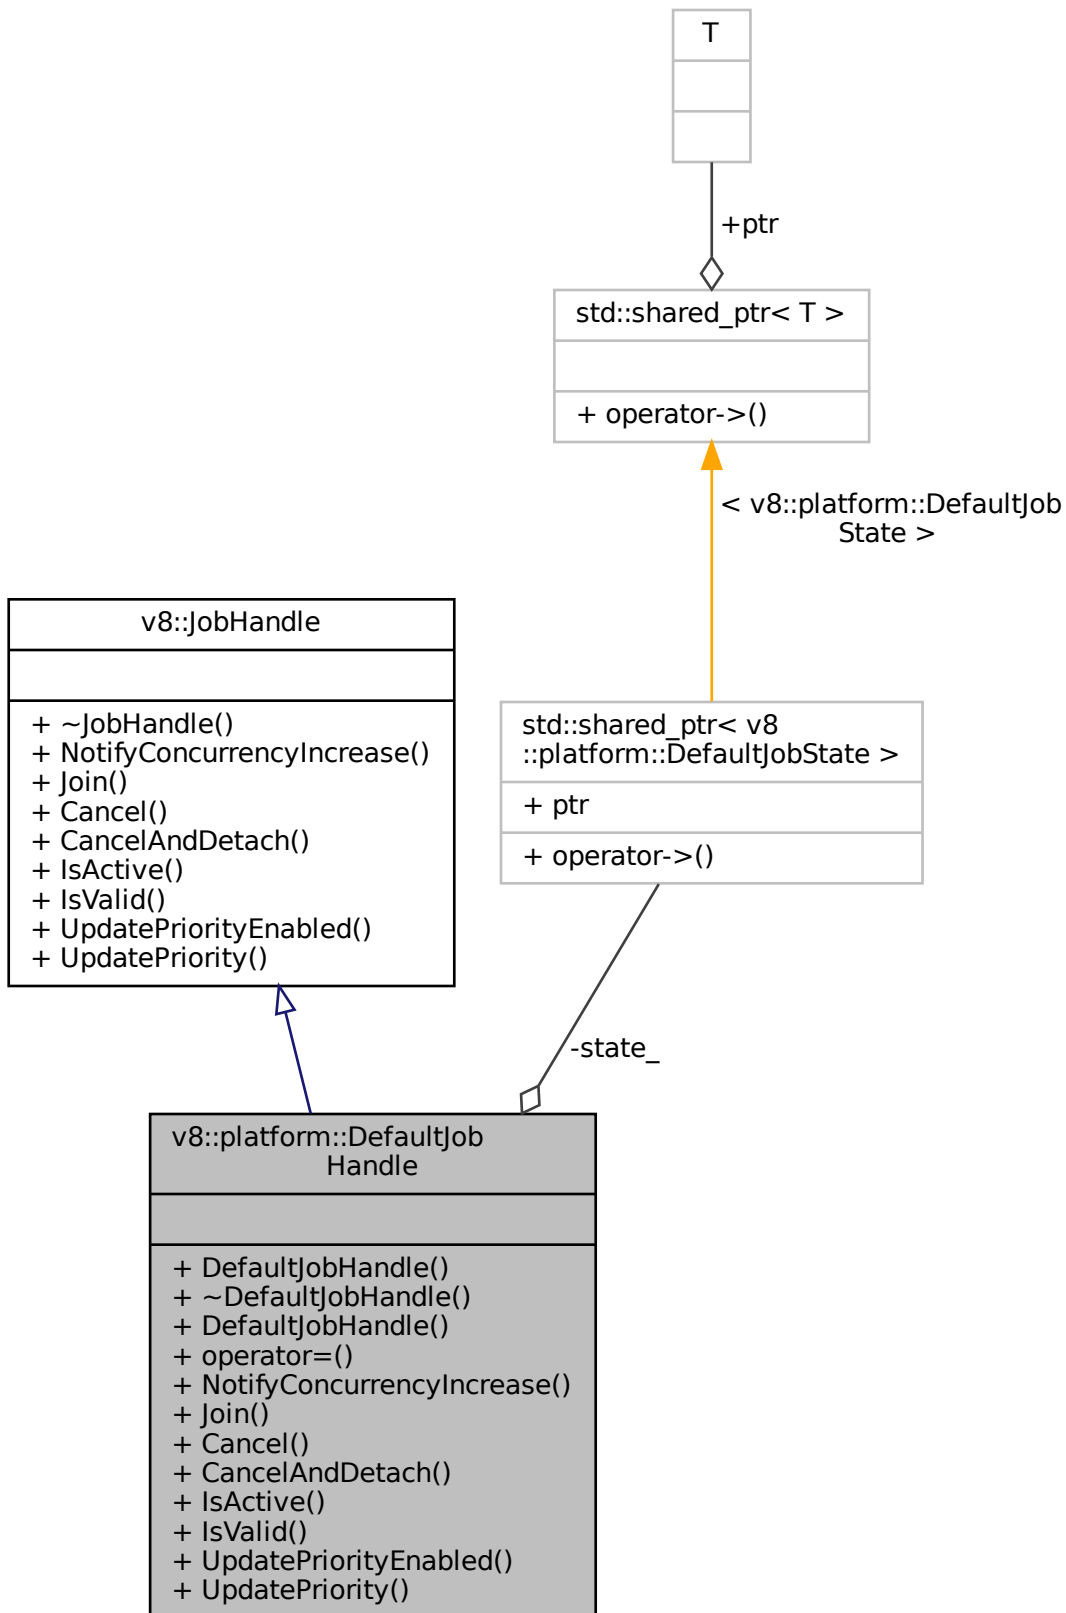 T
+ptr
std::shared_ptr< T >
+ operator->()
< v8::platform::DefaultJob
State >
v8::JobHandle
+ ~JobHandle()
+ NotifyConcurrencyIncrease()
+ Join()
+ Cancel()
+ CancelAndDetach()
+ IsActive()
+ IsValid()
+ UpdatePriorityEnabled()
+ UpdatePriority()
std::shared_ptr< v8
::platform::DefaultJobState >
+ ptr
+ operator->()
-state_
v8::platform::DefaultJob
Handle
+ DefaultJobHandle()
+ ~DefaultJobHandle()
+ DefaultJobHandle()
+ operator=()
+ NotifyConcurrencyIncrease()
+ Join()
+ Cancel()
+ CancelAndDetach()
+ IsActive()
+ IsValid()
+ UpdatePriorityEnabled()
+ UpdatePriority()